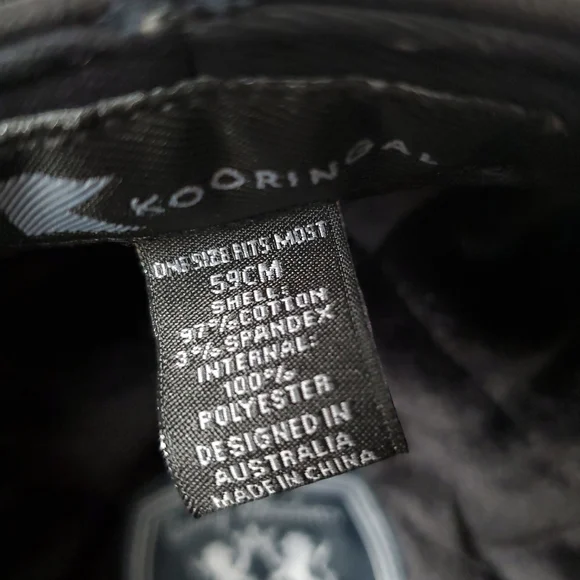 KOORINGAL
ONE SIZE FITS MOST
59CM
SHELL:
97%COTTON
3%SPANDEX
INTERNAL:
100%
POLYESTER
DESIGNED IN
AUSTRALIA
MADE IN CHINA